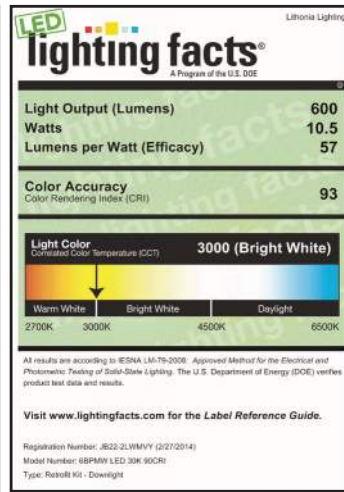 LED
Lithonia Lighting
lighting facts®
A Program of the U.S. DOE
Light Output (Lumens) 600
Watts 10.5
Lumens per Watt (Efficacy) 57
Color Accuracy
Color Rendering Index (CRI) 93
Light Color
Correlated Color Temperature (CCT) 3000 (Bright White)
Warm White Bright White Daylight
2700K 3000K 4500K 6500K
All results are according to IESNA LM-79-2008: Approved Method for the Electrical and
Photometric Testing of Solid-State Lighting. The U.S. Department of Energy (DOE) verifies
product test data and results.
Visit www.lightingfacts.com for the Label Reference Guide.
Registration Number: JB22-2LWMVY (2/27/2014)
Model Number: 6BPMW LED 30K 90CRI
Type: Retrofit Kit - Downlight